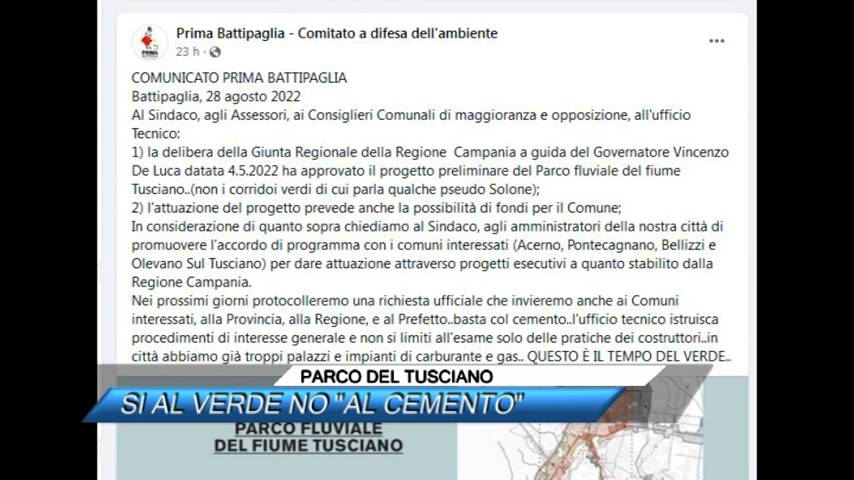 Prima Battipaglia - Comitato a difesa dell'ambiente
23 h ·
PRIMA
COMUNICATO PRIMA BATTIPAGLIA
Battipaglia, 28 agosto 2022
Al Sindaco, agli Assessori, ai Consiglieri Comunali di maggioranza e opposizione, all'ufficio
Tecnico:
1) la delibera della Giunta Regionale della Regione Campania a guida del Governatore Vincenzo
De Luca datata 4.5.2022 ha approvato il progetto preliminare del Parco fluviale del fiume
Tusciano..(non i corridoi verdi di cui parla qualche pseudo Solone);
2) l'attuazione del progetto prevede anche la possibilità di fondi per il Comune;
In considerazione di quanto sopra chiediamo al Sindaco, agli amministratori della nostra città di
promuovere l'accordo di programma con i comuni interessati (Acerno, Pontecagnano, Bellizzi e
Olevano Sul Tusciano) per dare attuazione attraverso progetti esecutivi a quanto stabilito dalla
Regione Campania.
Nei prossimi giorni protocolleremo una richiesta ufficiale che invieremo anche ai Comuni
interessati, alla Provincia, alla Regione, e al Prefetto..basta col cemento..l'ufficio tecnico istruisca
procedimenti di interesse generale e non si limiti all'esame solo delle pratiche dei costruttori..in
città abbiamo già troppi palazzi e impianti di carburante e gas.. QUESTO È IL TEMPO DEL VERDE..
PARCO DEL TUSCIANO
SI AL VERDE NO "AL CEMENTO"
PARCO FLUVIALE
DEL FIUME TUSCIANO